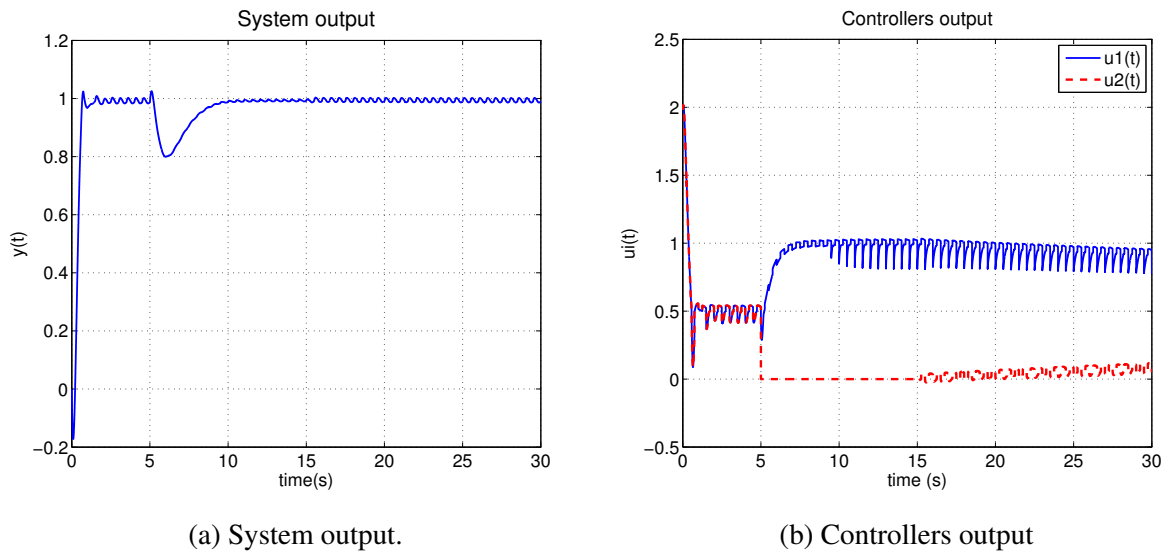 System output
1.2
1
0.8
0.6
0.4
0.2
0
−0.2
y(t)
0 5 10 15 20 25 30
time(s)
(a) System output.
Controllers output
2.5
2
1.5
1
0.5
0
−0.5
ui(t)
u1(t)
u2(t)
0 5 10 15 20 25 30
time (s)
(b) Controllers output